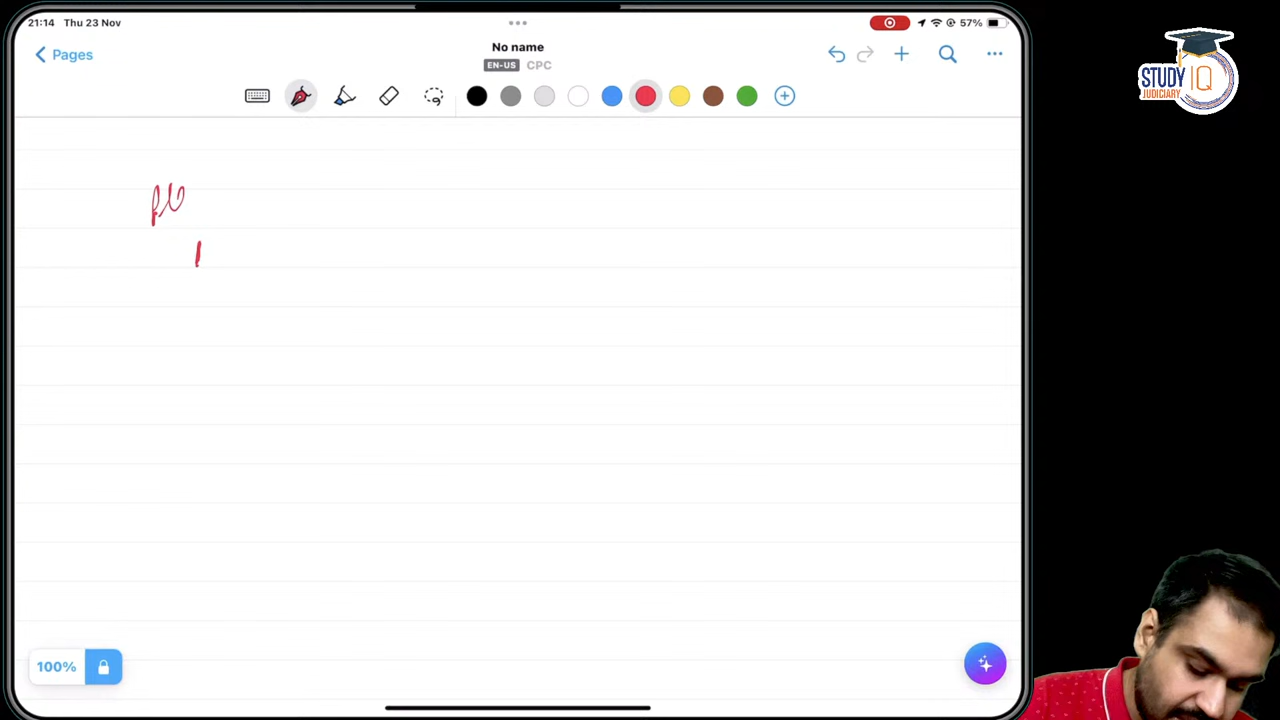 21:14 Thu 23 Nov 57%
Pages No name
EN-US CPC
STUDY IQ
JUDICIARY
100%